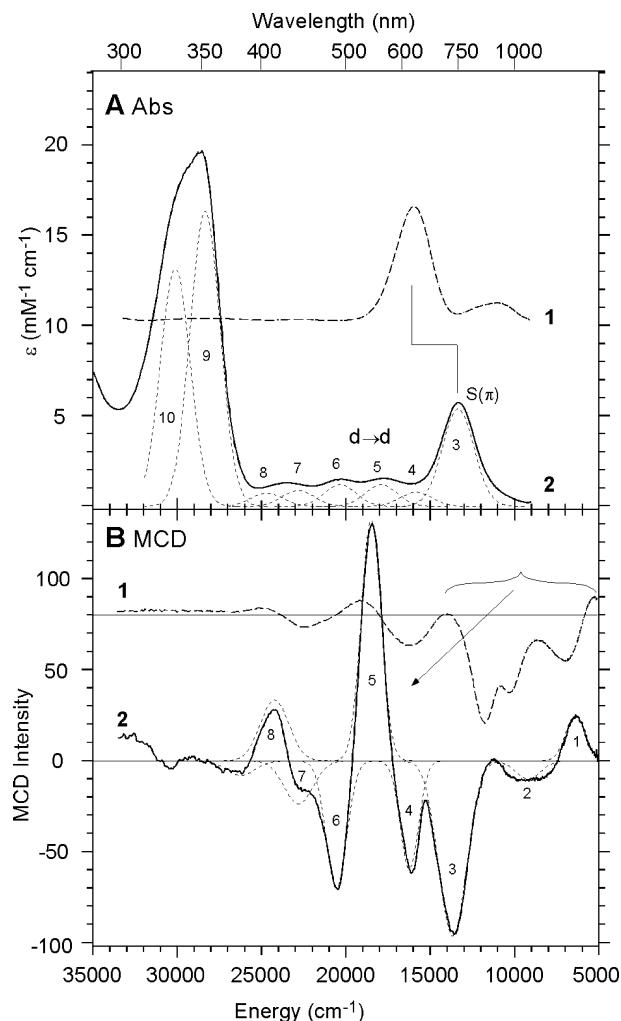 Wavelength (nm)
300 350 400 500 600 750 1000
A Abs
20
15
10
5
ε (mM⁻¹ cm⁻¹)
1
S(π)
10 9 8 7 6 5 4 3
d→d
2
B MCD
100
50
0
-50
-100
MCD Intensity
1
2
8 7 6 5 4 3 2 1
35000 30000 25000 20000 15000 10000 5000
Energy (cm⁻¹)